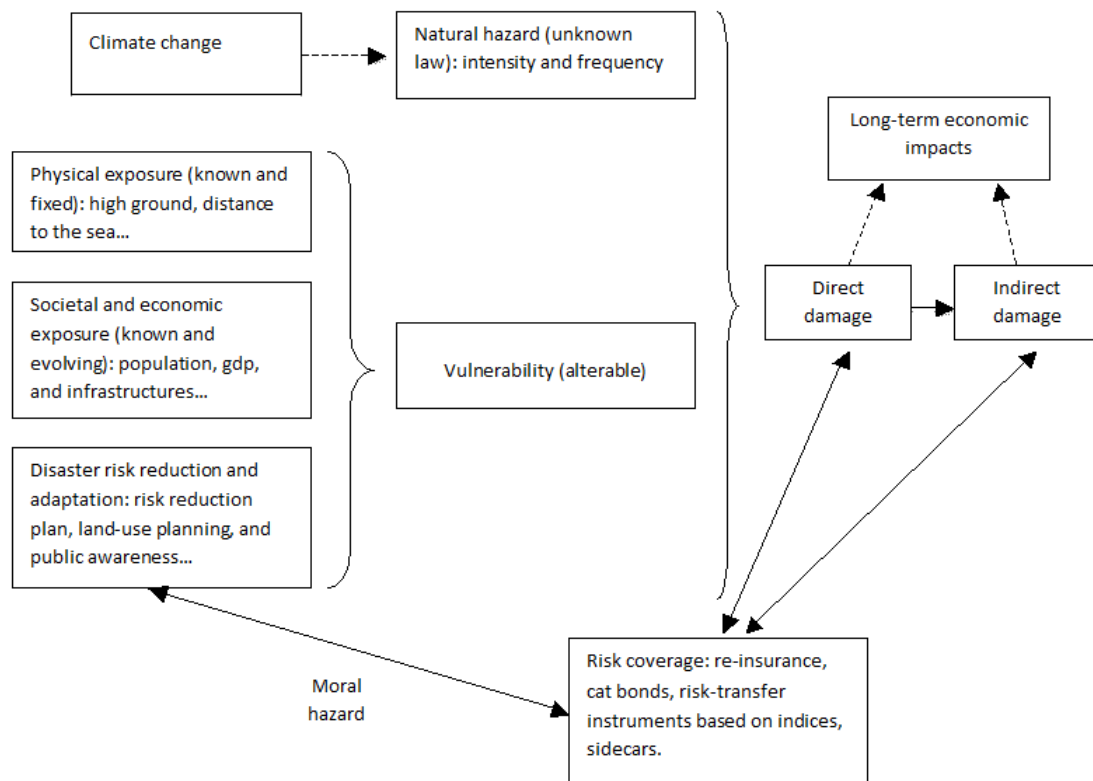 Climate change
Natural hazard (unknown
law): intensity and frequency
Long-term economic
impacts
Physical exposure (known and
fixed): high ground, distance
to the sea…
Societal and economic
exposure (known and
evolving): population, gdp,
and infrastructures…
Vulnerability (alterable)
Direct
damage
Indirect
damage
Disaster risk reduction and
adaptation: risk reduction
plan, land-use planning, and
public awareness…
Moral
hazard
Risk coverage: re-insurance,
cat bonds, risk-transfer
instruments based on indices,
sidecars.